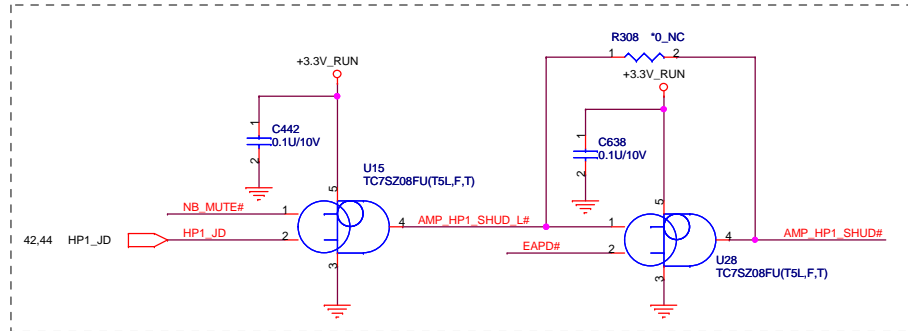 R308 *0_NC
1 2
+3.3V_RUN
+3.3V_RUN
1
C442
0.1U/10V
2
1
C638
0.1U/10V
2
U15
TC7SZ08FU(T5L,F,T)
5
NB_MUTE#
1
4
AMP_HP1_SHUD_L#
42,44 HP1_JD
HP1_JD
2
3
5
1
4
AMP_HP1_SHUD#
EAPD#
2
U28
TC7SZ08FU(T5L,F,T)
3